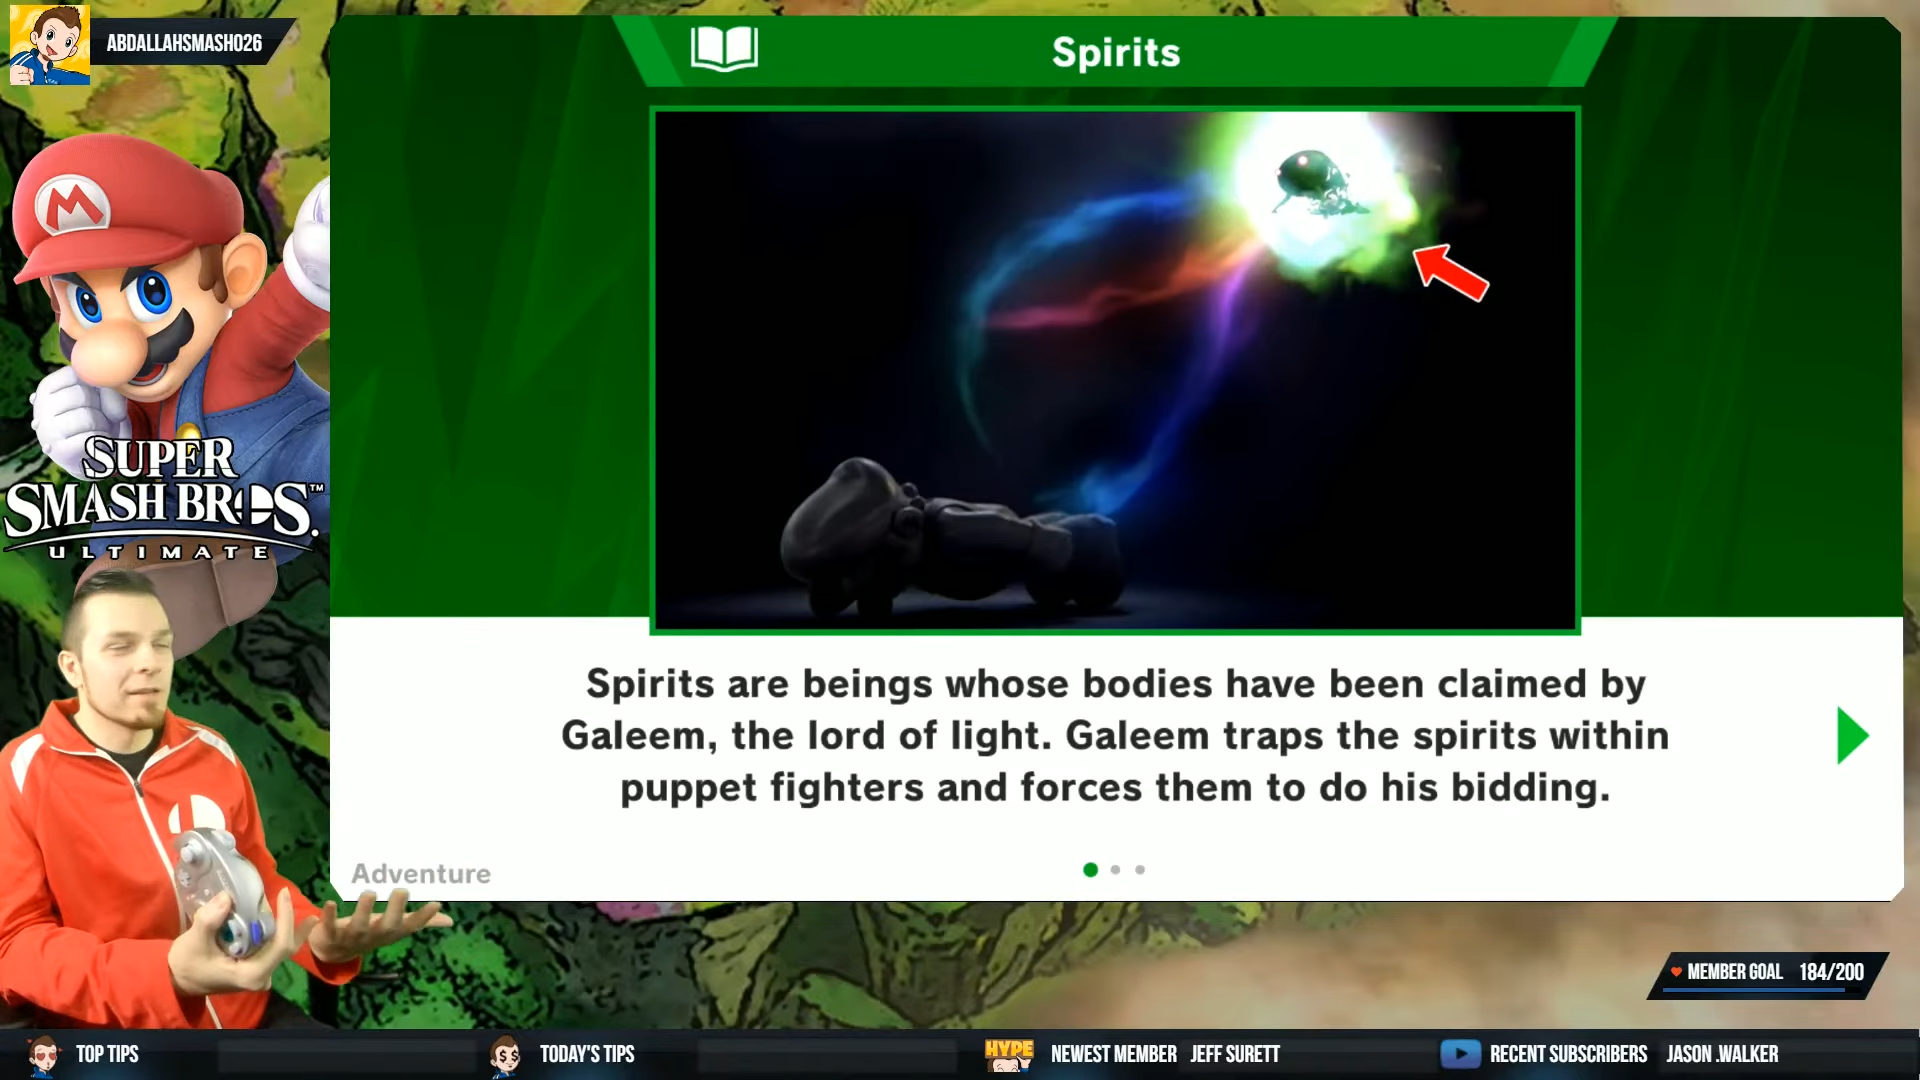 ABDALLAHSMASH026
Spirits
M
SUPER
SMASH BROS.™
ULTIMATE
Spirits are beings whose bodies have been claimed by
Galeem, the lord of light. Galeem traps the spirits within
puppet fighters and forces them to do his bidding.
Adventure
MEMBER GOAL 184/200
TOP TIPS
TODAY'S TIPS
HYPE
NEWEST MEMBER JEFF SURETT
RECENT SUBSCRIBERS JASON .WALKER